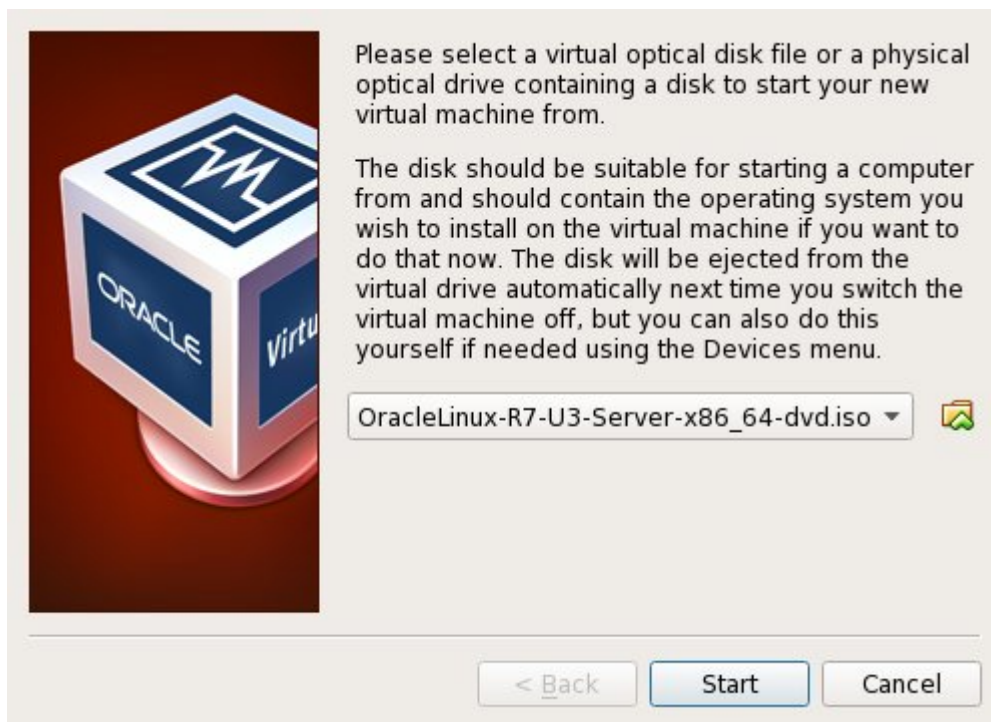 Please select a virtual optical disk file or a physical
optical drive containing a disk to start your new
virtual machine from.
The disk should be suitable for starting a computer
from and should contain the operating system you
wish to install on the virtual machine if you want to
do that now. The disk will be ejected from the
virtual drive automatically next time you switch the
virtual machine off, but you can also do this
yourself if needed using the Devices menu.
ORACLE
Virtu
OracleLinux-R7-U3-Server-x86_64-dvd.iso
< Back
Start
Cancel